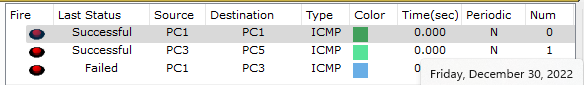 Fire Last Status Source Destination Type Color Time(sec) Periodic Num
Successful PC1 PC1 ICMP 0.000 N 0
Successful PC3 PC5 ICMP 0.000 N 1
Failed PC1 PC3 ICMP
Friday, December 30, 2022